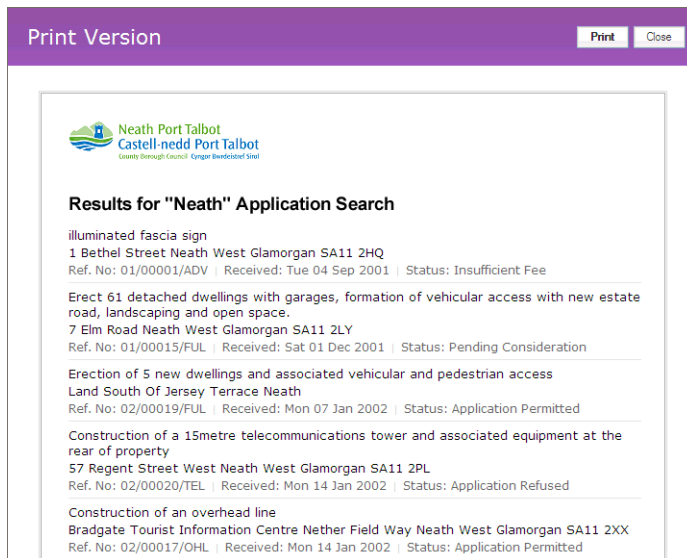 Print Version
Print
Close
Neath Port Talbot
Castell-nedd Port Talbot
County Borough Council Cyngor Bwrdeistref Sirol
Results for "Neath" Application Search
illuminated fascia sign
1 Bethel Street Neath West Glamorgan SA11 2HQ
Ref. No: 01/00001/ADV | Received: Tue 04 Sep 2001 | Status: Insufficient Fee
Erect 61 detached dwellings with garages, formation of vehicular access with new estate
road, landscaping and open space.
7 Elm Road Neath West Glamorgan SA11 2LY
Ref. No: 01/00015/FUL | Received: Sat 01 Dec 2001 | Status: Pending Consideration
Erection of 5 new dwellings and associated vehicular and pedestrian access
Land South Of Jersey Terrace Neath
Ref. No: 02/00019/FUL | Received: Mon 07 Jan 2002 | Status: Application Permitted
Construction of a 15metre telecommunications tower and associated equipment at the
rear of property
57 Regent Street West Neath West Glamorgan SA11 2PL
Ref. No: 02/00020/TEL | Received: Mon 14 Jan 2002 | Status: Application Refused
Construction of an overhead line
Bradgate Tourist Information Centre Nether Field Way Neath West Glamorgan SA11 2XX
Ref. No: 02/00017/OHL | Received: Mon 14 Jan 2002 | Status: Application Permitted